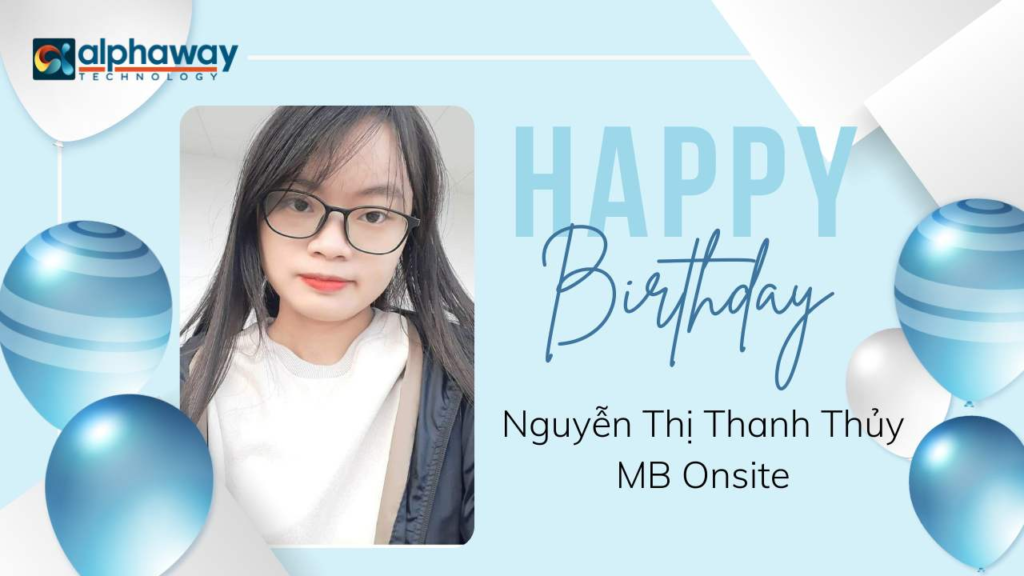 alphaway
TECHNOLOGY
HAPPY
Birthday
Nguyễn Thị Thanh Thủy
MB Onsite